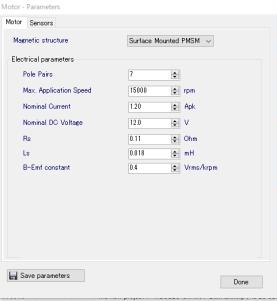 Motor - Parameters
Motor Sensors
Magnetic structure Surface Mounted PMSM
Electrical parameters
Pole Pairs 7
Max. Application Speed 15000 rpm
Nominal Current 1.20 Apk
Nominal DC Voltage 12.0 V
Rs 0.11 Ohm
Ls 0.018 mH
B-Emf constant 0.4 Vrms/krpm
Save parameters
Done